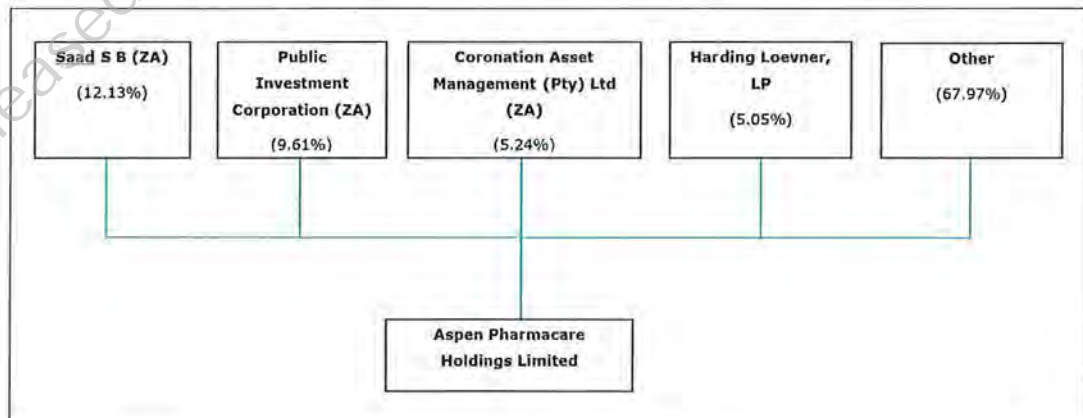 Saad S B (ZA)
(12.13%)
Public
Investment
Corporation (ZA)
(9.61%)
Coronation Asset
Management (Pty) Ltd
(ZA)
(5.24%)
Harding Loevner,
LP
(5.05%)
Other
(67.97%)
Aspen Pharmacare
Holdings Limited